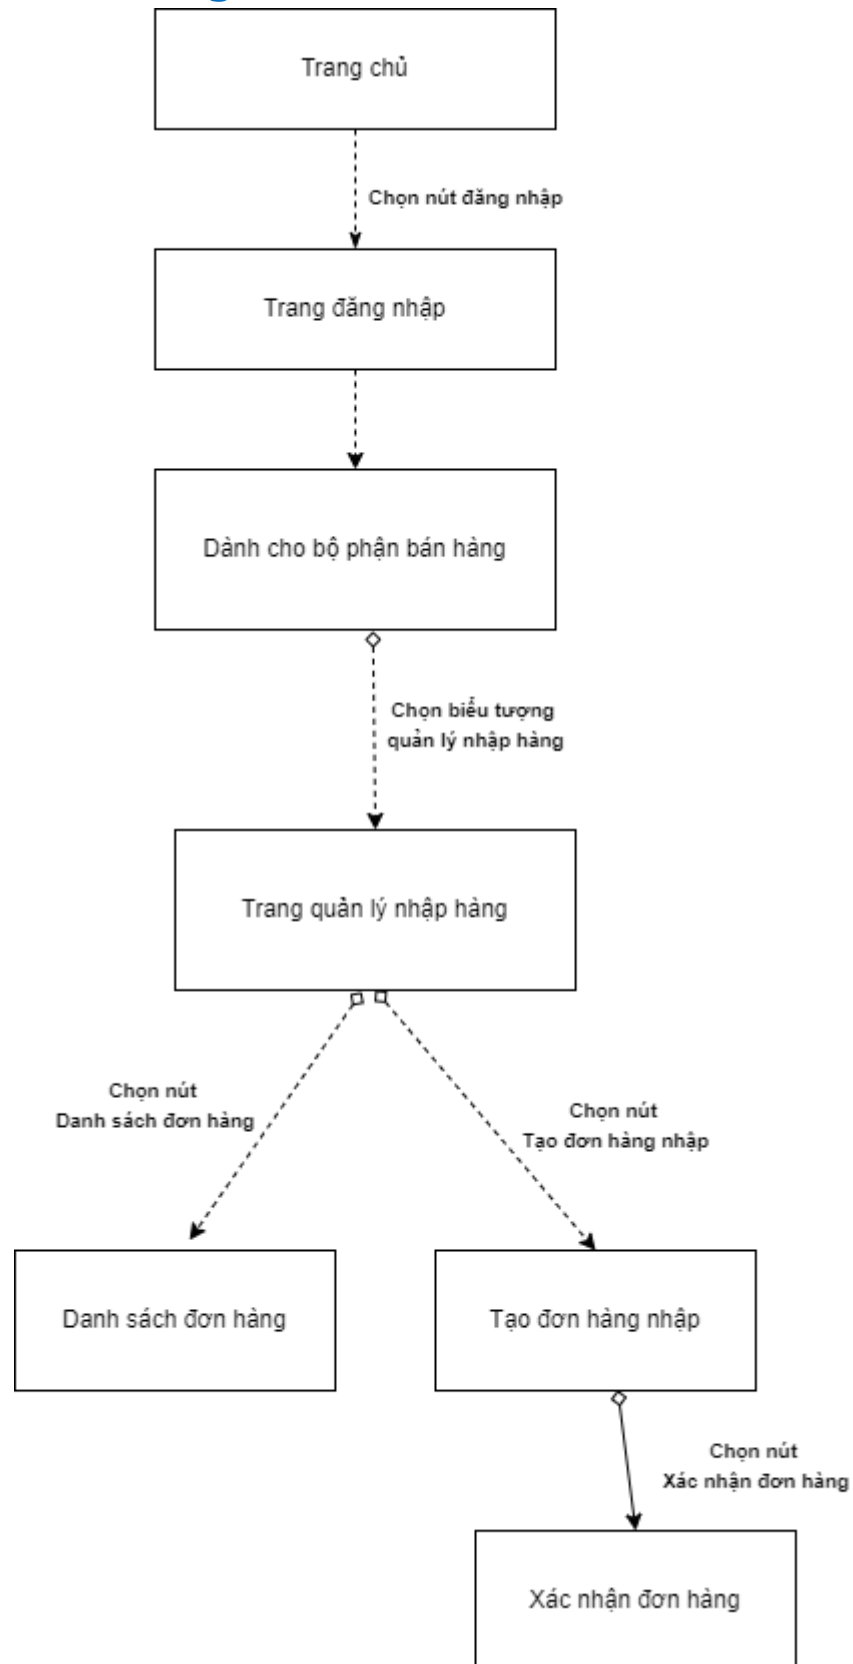 Trang chủ
Chọn nút đăng nhập
Trang đăng nhập
Dành cho bộ phận bán hàng
Chọn biểu tượng
quản lý nhập hàng
Trang quản lý nhập hàng
Chọn nút
Danh sách đơn hàng
Chọn nút
Tạo đơn hàng nhập
Danh sách đơn hàng
Tạo đơn hàng nhập
Chọn nút
Xác nhận đơn hàng
Xác nhận đơn hàng